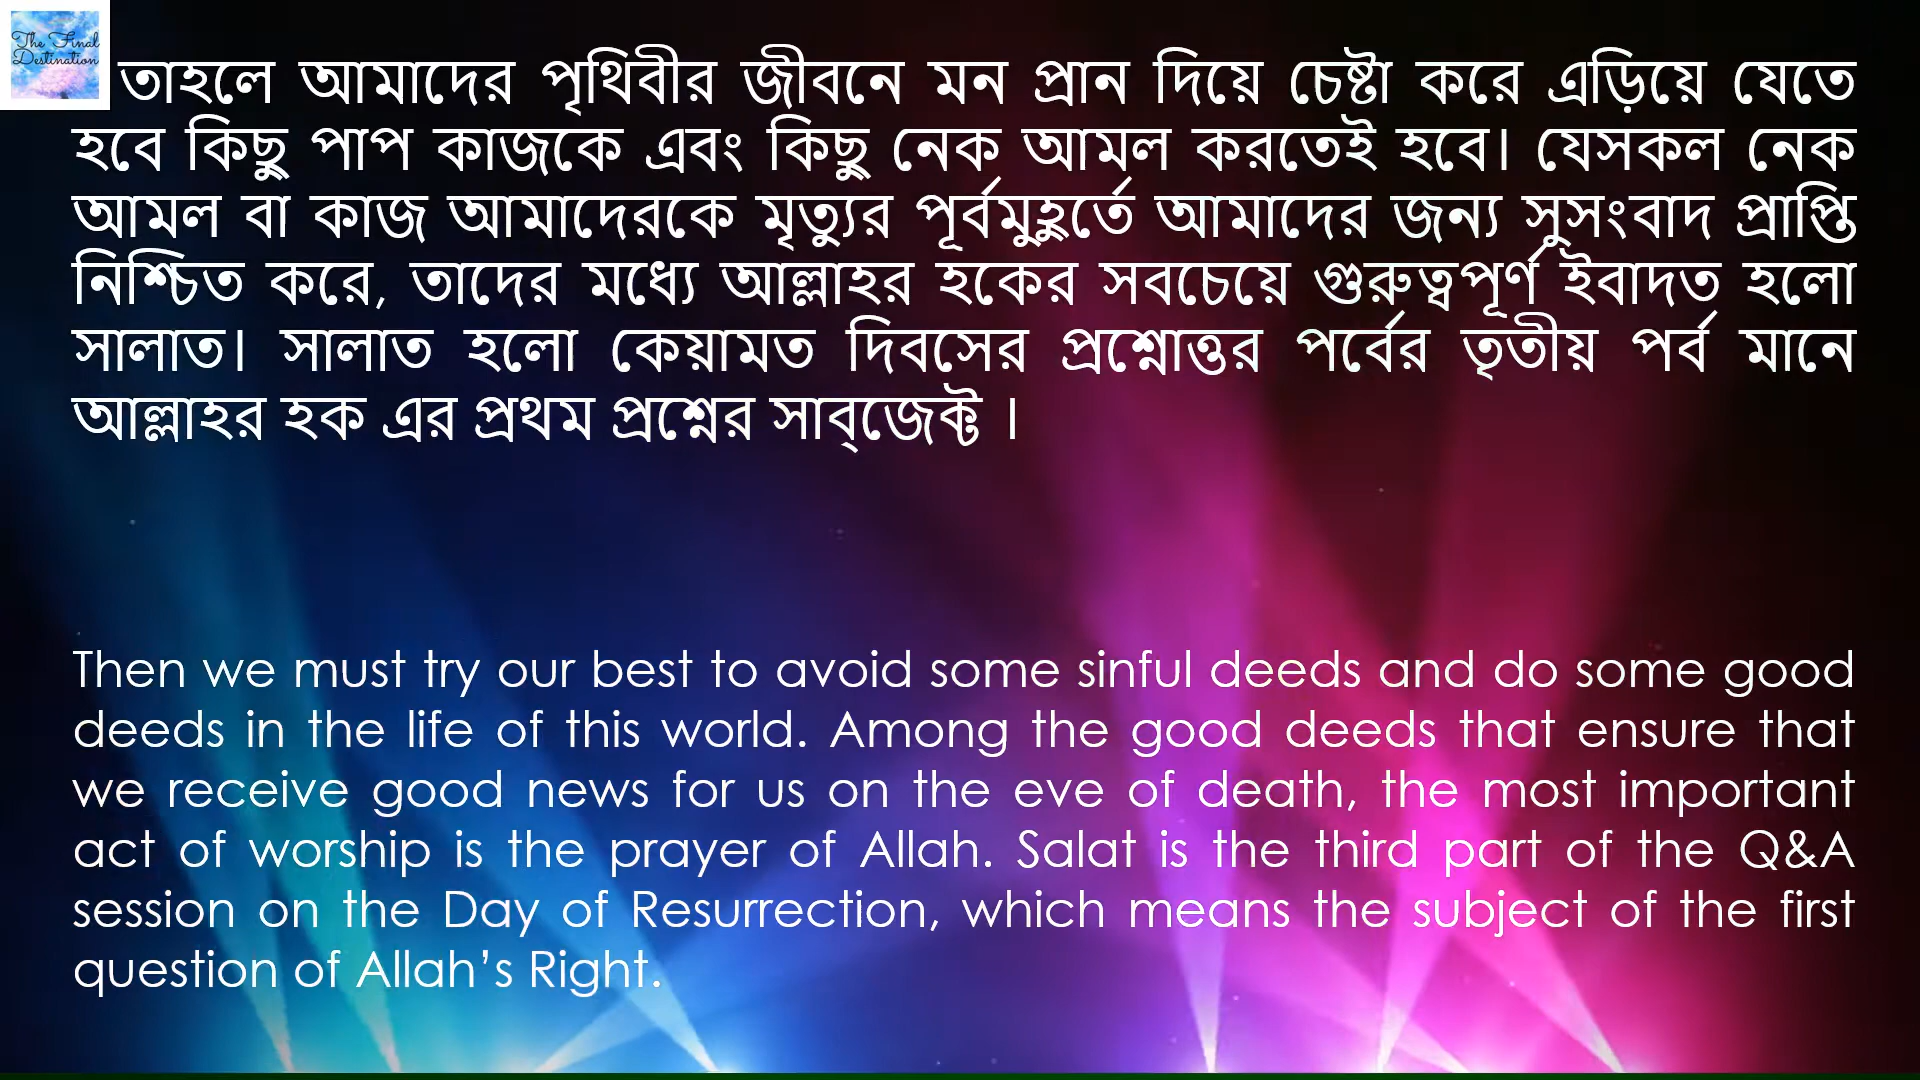 The Final
Destination
তাহলে আমাদের পৃথিবীর জীবনে মন প্রান দিয়ে চেষ্টা করে এড়িয়ে যেতে
হবে কিছু পাপ কাজকে এবং কিছু নেক আমল করতেই হবে। যেসকল নেক
আমল বা কাজ আমাদেরকে মৃত্যুর পূর্বমুহুর্তে আমাদের জন্য সুসংবাদ প্রাপ্তি
নিশ্চিত করে, তাদের মধ্যে আল্লাহর হকের সবচেয়ে গুরুত্বপূর্ণ ইবাদত হলো
সালাত। সালাত হলো কেয়ামত দিবসের প্রশ্নোত্তর পর্বের তৃতীয় পর্ব মানে
আল্লাহর হক এর প্রথম প্রশ্নের সাব্জেক্ট ।
Then we must try our best to avoid some sinful deeds and do some good
deeds in the life of this world. Among the good deeds that ensure that
we receive good news for us on the eve of death, the most important
act of worship is the prayer of Allah. Salat is the third part of the Q&A
session on the Day of Resurrection, which means the subject of the first
question of Allah’s Right.